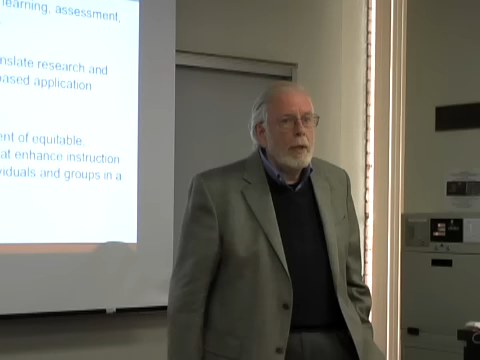 learning, assessment,
nslate research and
based application
ent of equitable
at enhance instruction
viduals and groups in a